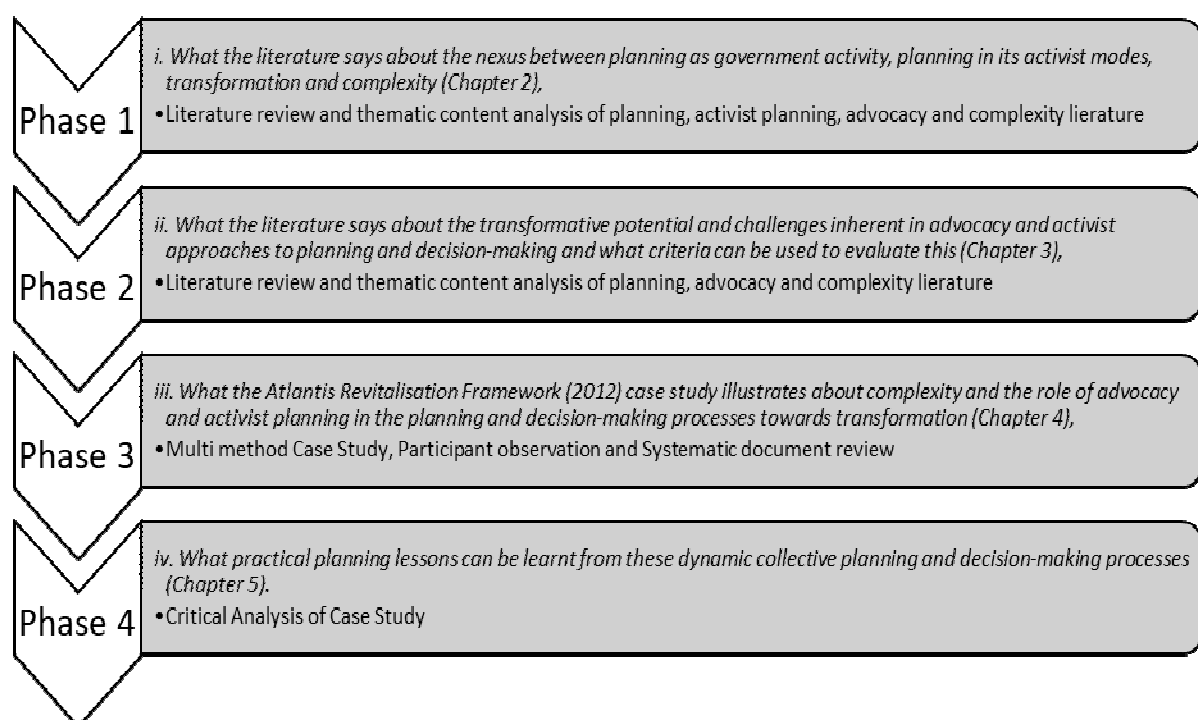 Phase 1
i. What the literature says about the nexus between planning as government activity, planning in its activist modes,
transformation and complexity (Chapter 2),
•Literature review and thematic content analysis of planning, activist planning, advocacy and complexity lierature
Phase 2
ii. What the literature says about the transformative potential and challenges inherent in advocacy and activist
approaches to planning and decision-making and what criteria can be used to evaluate this (Chapter 3),
•Literature review and thematic content analysis of planning, advocacy and complexity lierature
Phase 3
iii. What the Atlantis Revitalisation Framework (2012) case study illustrates about complexity and the role of advocacy
and activist planning in the planning and decision-making processes towards transformation (Chapter 4),
•Multi method Case Study, Participant observation and Systematic document review
Phase 4
iv. What practical planning lessons can be learnt from these dynamic collective planning and decision-making processes
(Chapter 5).
•Critical Analysis of Case Study